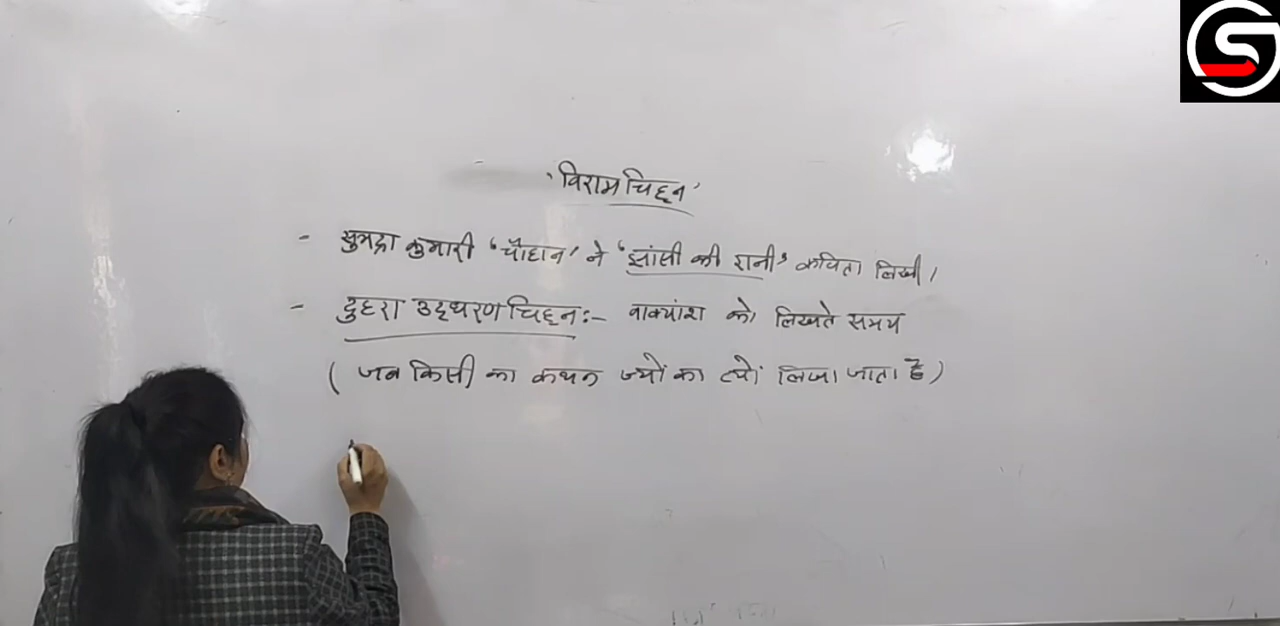 'विराम चिह्न'
- सुभद्रा कुमारी 'चौहान' ने 'झांसी की रानी' कविता लिखी।
- दुहरा उद्धरण चिह्न :- वाक्यांश को लिखते समय
( जब किसी का कथन ज्यों का त्यों लिखा जाता है )